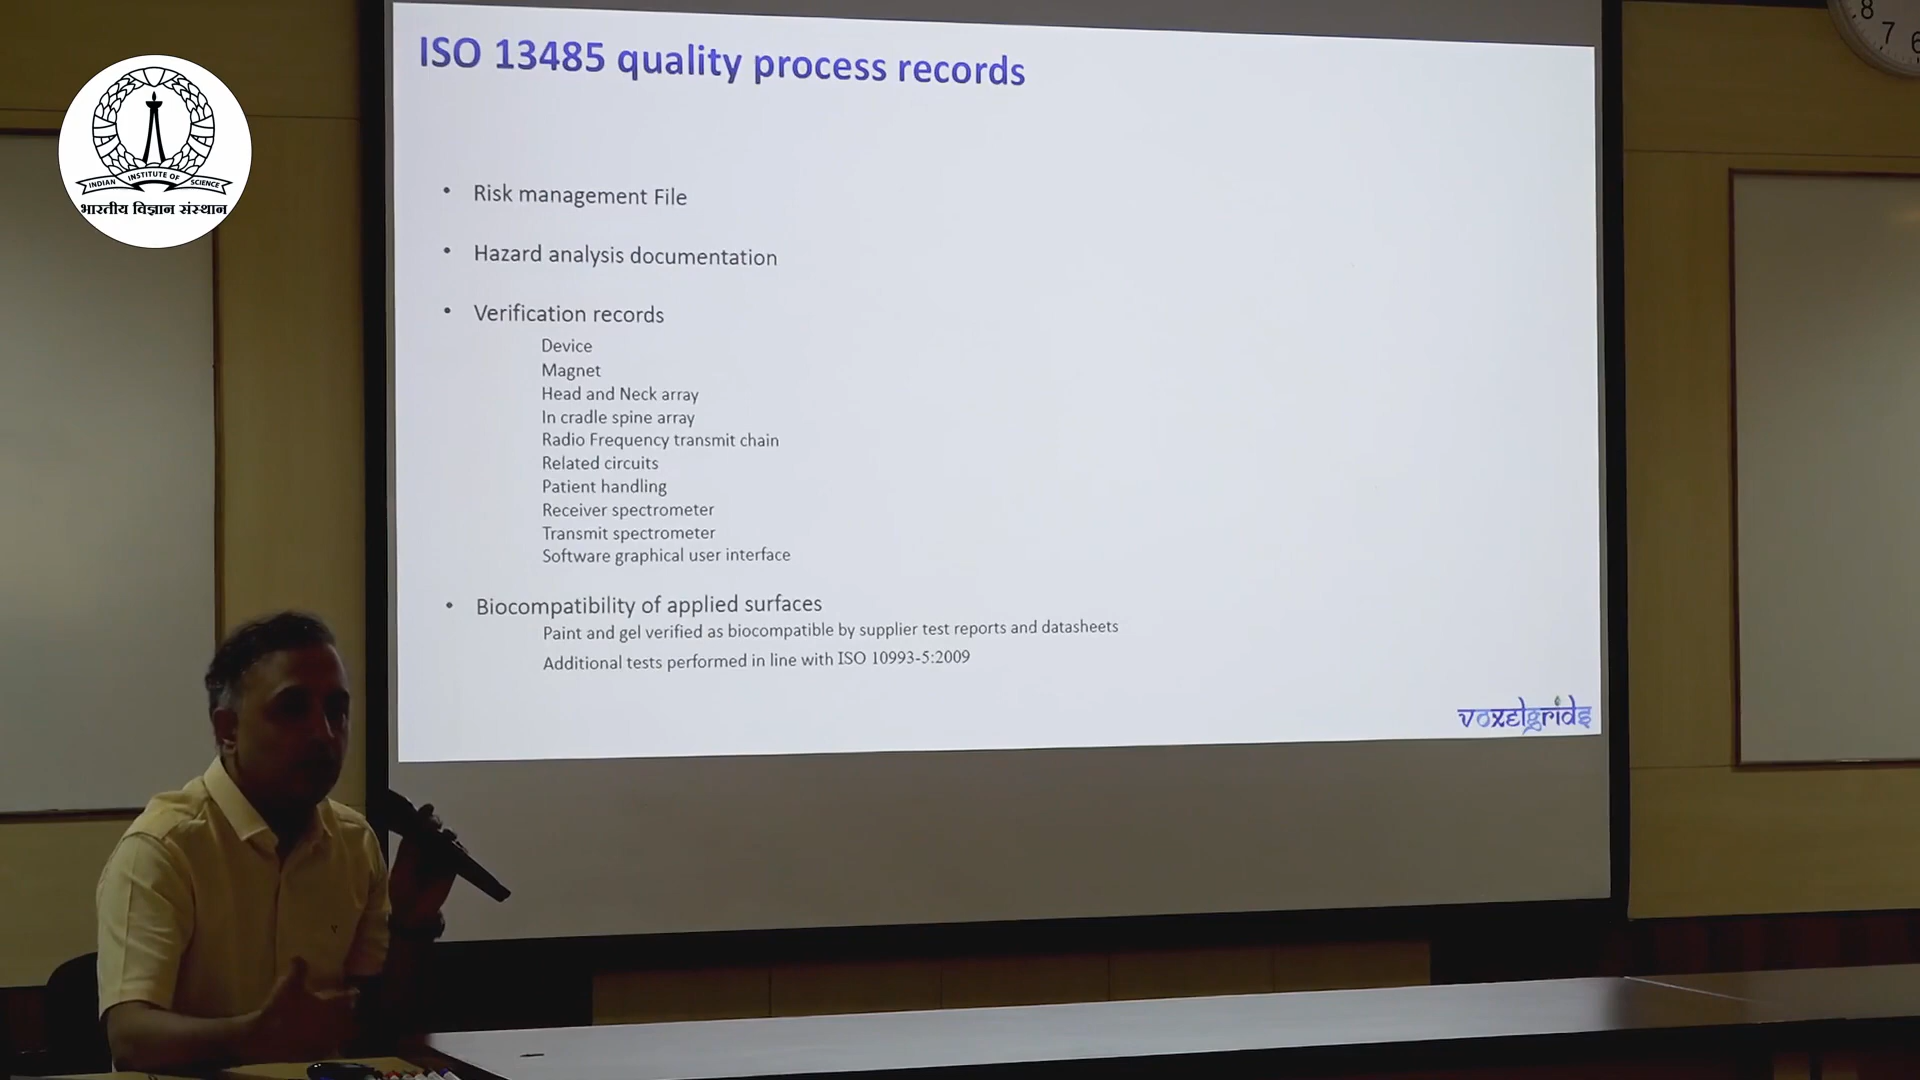 ISO 13485 quality process records
• Risk management File
• Hazard analysis documentation
• Verification records
Device
Magnet
Head and Neck array
In cradle spine array
Radio Frequency transmit chain
Related circuits
Patient handling
Receiver spectrometer
Transmit spectrometer
Software graphical user interface
• Biocompatibility of applied surfaces
Paint and gel verified as biocompatible by supplier test reports and datasheets
Additional tests performed in line with ISO 10993-5:2009
voxelgrids
INDIAN INSTITUTE OF SCIENCE
भारतीय विज्ञान संस्थान
8
7
6